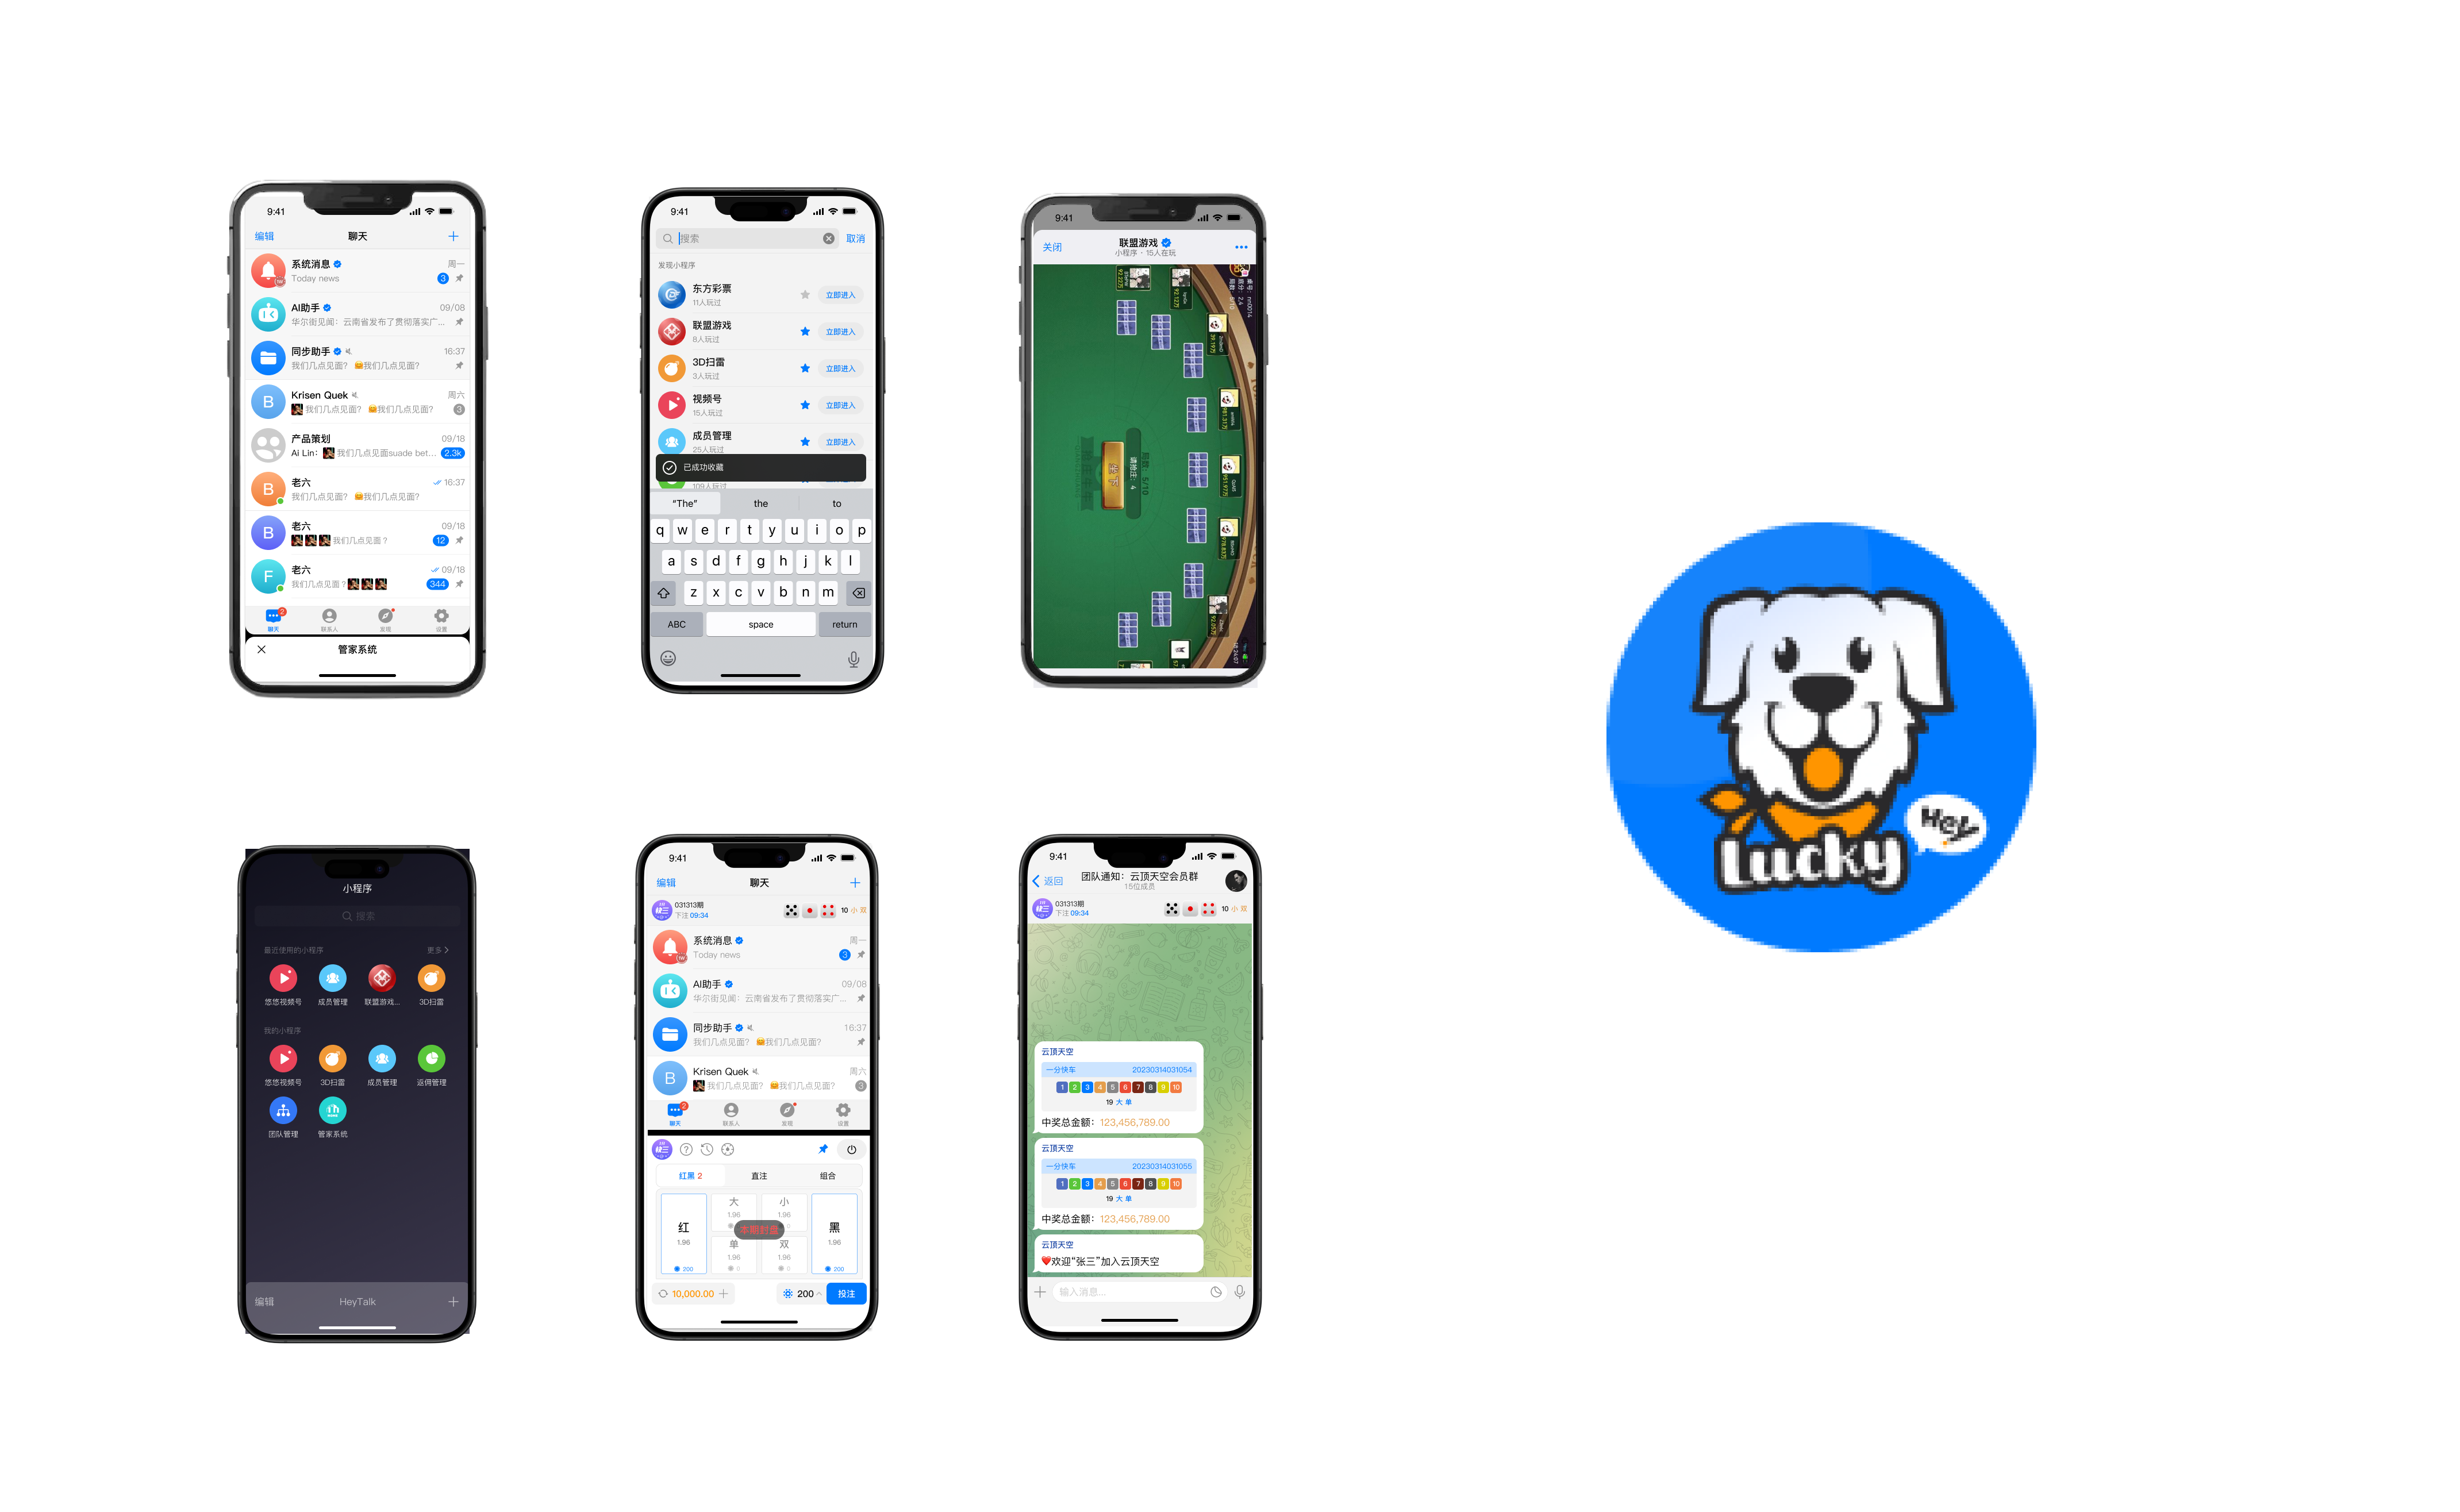 9:41
编辑
聊天
系统消息
周一
Today news
3
AI助手
09/08
华尔街见闻：云南省发布了贯彻落实广...
同步助手
16:37
我们几点见面？ 我们几点见面？
B
Krisen Quek
周六
我们几点见面？ 我们几点见面？
3
产品策划
09/18
Ai Lin： 我们几点见面suade bet...
2.3k
B
老六
16:37
我们几点见面？ 我们几点见面？
B
老六
09/18
我们几点见面？
12
F
老六
09/18
我们几点见面？
344
2
聊天
联系人
发现
设置
管家系统
9:41
搜索
取消
发现小程序
东方彩票
11人玩过
立即进入
联盟游戏
8人玩过
立即进入
3D扫雷
3人玩过
立即进入
视频号
15人玩过
立即进入
成员管理
25人玩过
立即进入
已成功收藏
109人玩过
“The”
the
to
q w e r t y u i o p
a s d f g h j k l
z x c v b n m
ABC
space
return
9:41
关闭
联盟游戏
小程序 · 15人在玩
小程序
搜索
最近使用的小程序
更多
悠悠视频号
成员管理
联盟游戏...
3D扫雷
我的小程序
悠悠视频号
3D扫雷
成员管理
返佣管理
团队管理
管家系统
编辑
HeyTalk
9:41
编辑
聊天
快三
031313期
下注 09:34
10 小 双
系统消息
周一
Today news
3
AI助手
09/08
华尔街见闻：云南省发布了贯彻落实广...
同步助手
16:37
我们几点见面？ 我们几点见面？
B
Krisen Quek
周六
我们几点见面？ 我们几点见面？
3
2
聊天
联系人
发现
设置
快三
红黑 2
直注
组合
红
1.96
200
大
1.96
小
1.96
0
黑
1.96
200
本期封盘
单
1.96
0
双
1.96
0
10,000.00
200
投注
9:41
返回
团队通知：云顶天空会员群
15位成员
快三
031313期
下注 09:34
10 小 双
云顶天空
一分快车
20230314031054
1 2 3 4 5 6 7 8 9 10
19 大 单
中奖总金额：123,456,789.00
云顶天空
一分快车
20230314031055
1 2 3 4 5 6 7 8 9 10
19 大 单
中奖总金额：123,456,789.00
云顶天空
欢迎“张三”加入云顶天空
输入消息...
Hey
Lucky